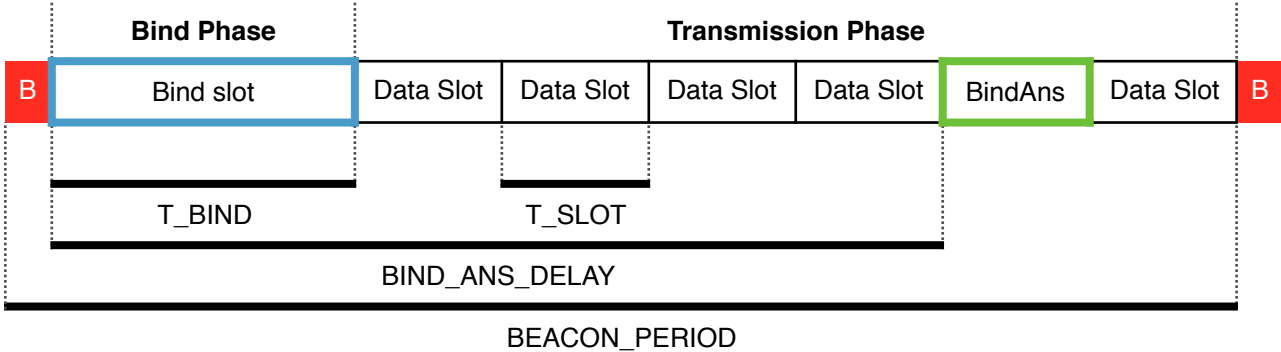 Bind Phase Transmission Phase
B Bind slot Data Slot Data Slot Data Slot Data Slot BindAns Data Slot B
T_BIND T_SLOT
BIND_ANS_DELAY
BEACON_PERIOD